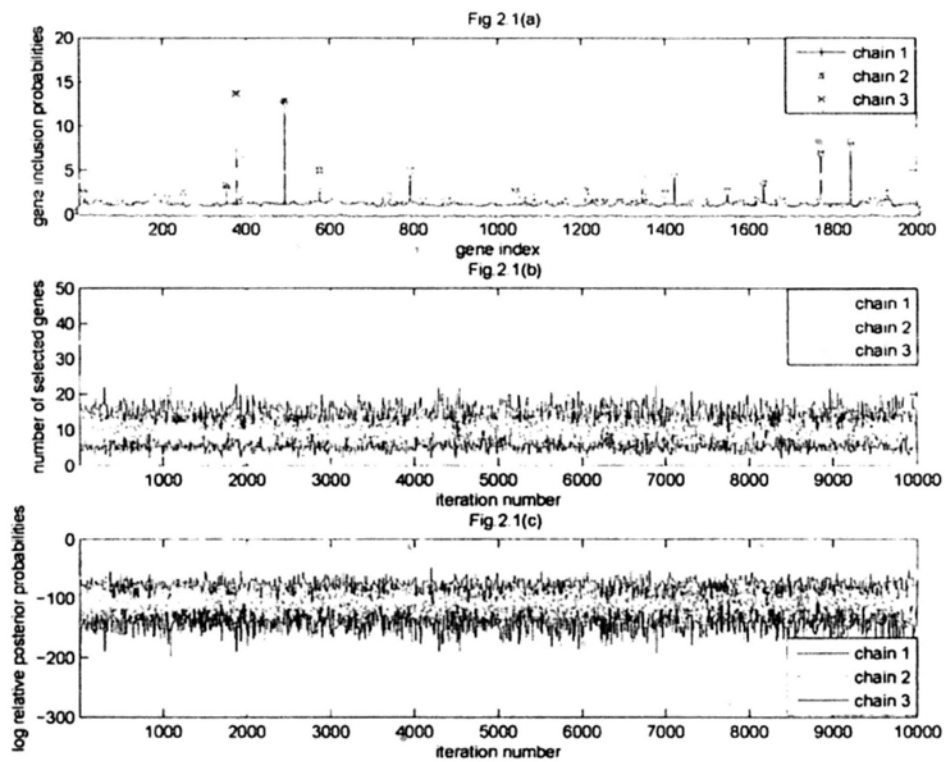 Fig 2.1(a)
gene inclusion probabilities
20
15
10
5
0
chain 1
chain 2
chain 3
200 400 600 800 1000 1200 1400 1600 1800 2000
gene index
Fig.2.1(b)
number of selected genes
50
40
30
20
10
0
chain 1
chain 2
chain 3
1000 2000 3000 4000 5000 6000 7000 8000 9000 10000
iteration number
Fig.2.1(c)
log relative posterior probabilities
0
-100
-200
-300
chain 1
chain 2
chain 3
1000 2000 3000 4000 5000 6000 7000 8000 9000 10000
iteration number